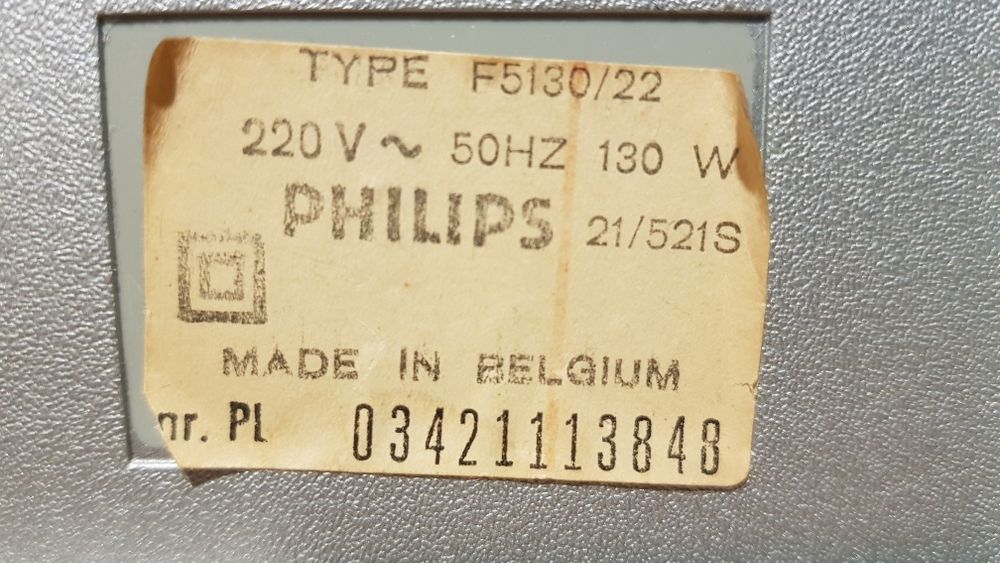 TYPE F5130/22
220 V ~ 50HZ 130 W
PHILIPS 21/521S
MADE IN BELGIUM
nr. PL 03421113848